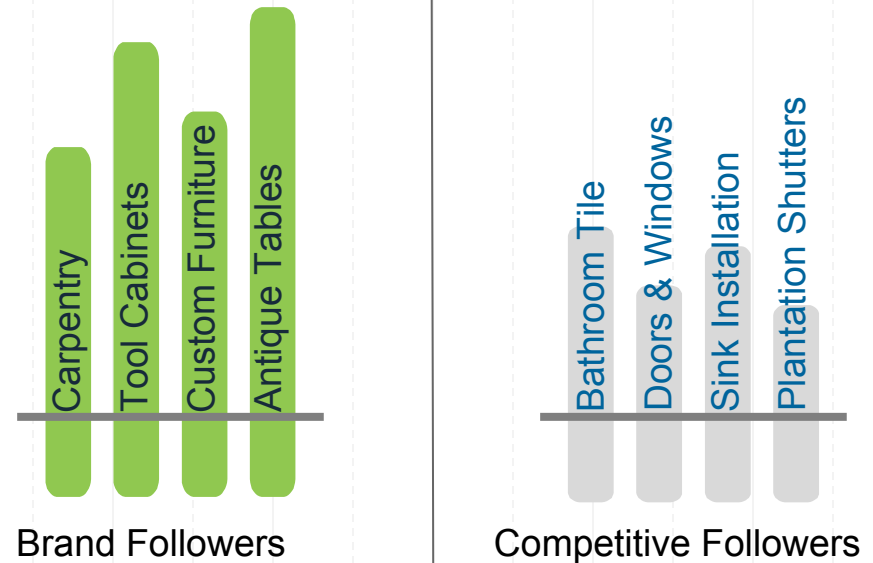 Carpentry
Tool Cabinets
Custom Furniture
Antique Tables
Brand Followers
Bathroom Tile
Doors & Windows
Sink Installation
Plantation Shutters
Competitive Followers